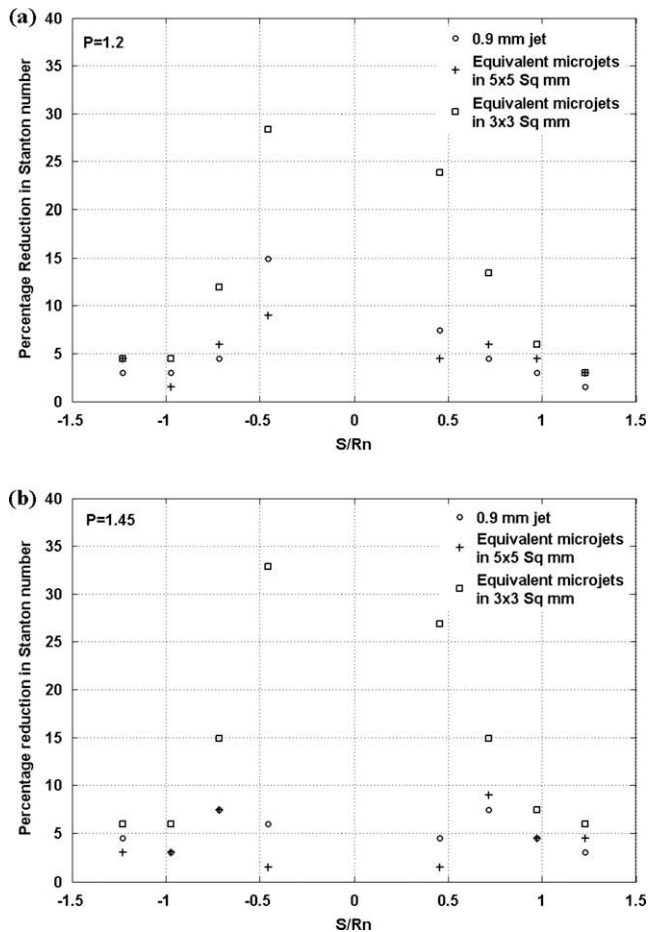 (a)
40
35
30
25
20
15
10
5
0
Percentage Reduction in Stanton number
P=1.2
0.9 mm jet
Equivalent microjets
in 5x5 Sq mm
Equivalent microjets
in 3x3 Sq mm
-1.5 -1 -0.5 0 0.5 1 1.5
S/Rn
(b)
40
35
30
25
20
15
10
5
0
Percentage reduction in Stanton number
P=1.45
0.9 mm jet
Equivalent microjets
in 5x5 Sq mm
Equivalent microjets
in 3x3 Sq mm
-1.5 -1 -0.5 0 0.5 1 1.5
S/Rn